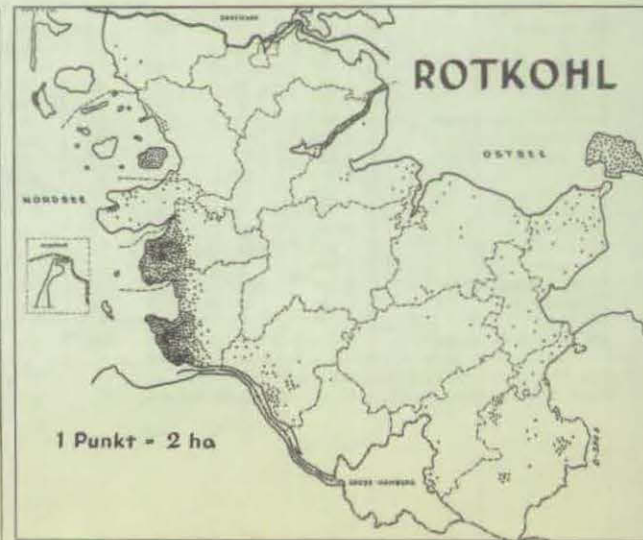 ROTKOHL
OSTSEE
NORDSEE
1 Punkt = 2 ha
GROSS-HAMBURG